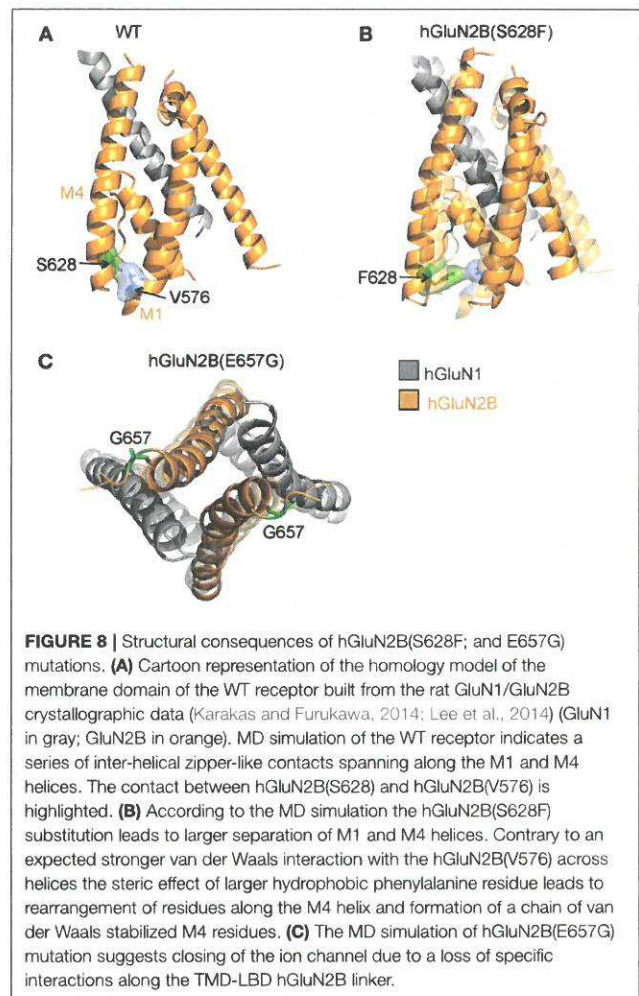 A
WT
B
hGluN2B(S628F)
M4
S628
V576
M1
F628
C
hGluN2B(E657G)
G657
G657
hGluN1
hGluN2B
FIGURE 8 | Structural consequences of hGluN2B(S628F; and E657G)
mutations. (A) Cartoon representation of the homology model of the
membrane domain of the WT receptor built from the rat GluN1/GluN2B
crystallographic data (Karakas and Furukawa, 2014; Lee et al., 2014) (GluN1
in gray; GluN2B in orange). MD simulation of the WT receptor indicates a
series of inter-helical zipper-like contacts spanning along the M1 and M4
helices. The contact between hGluN2B(S628) and hGluN2B(V576) is
highlighted. (B) According to the MD simulation the hGluN2B(S628F)
substitution leads to larger separation of M1 and M4 helices. Contrary to an
expected stronger van der Waals interaction with the hGluN2B(V576) across
helices the steric effect of larger hydrophobic phenylalanine residue leads to
rearrangement of residues along the M4 helix and formation of a chain of van
der Waals stabilized M4 residues. (C) The MD simulation of hGluN2B(E657G)
mutation suggests closing of the ion channel due to a loss of specific
interactions along the TMD-LBD hGluN2B linker.